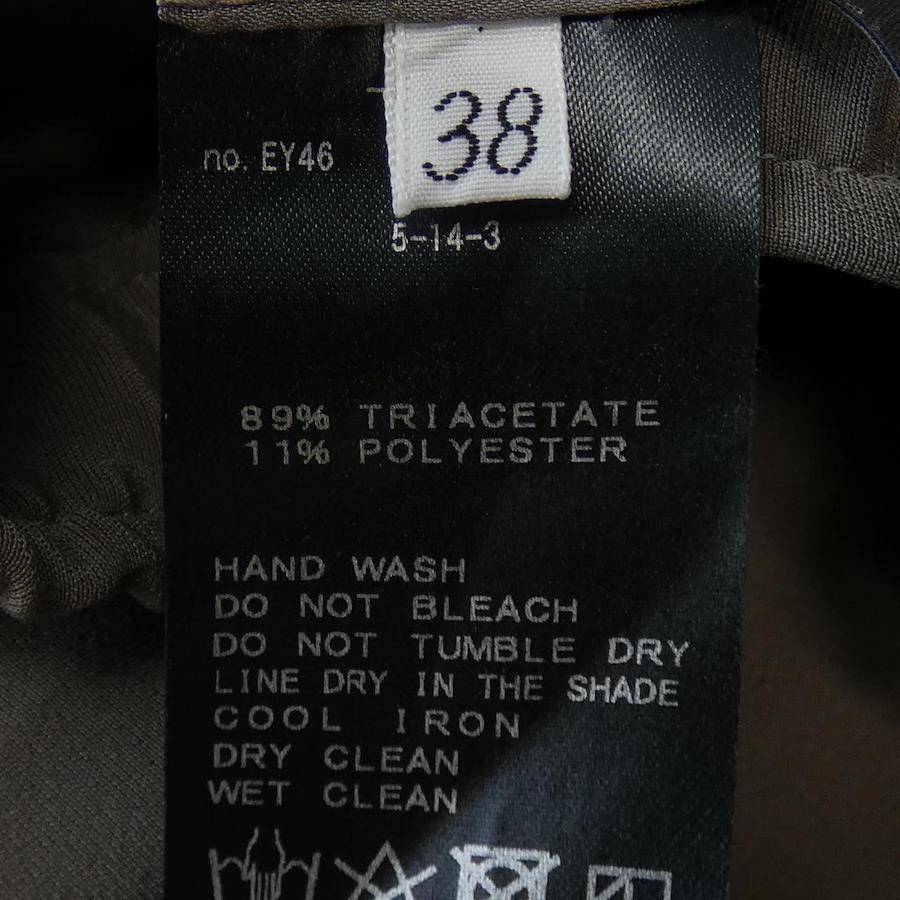 38
no. EY46
5-14-3
89% TRIACETATE
11% POLYESTER
HAND WASH
DO NOT BLEACH
DO NOT TUMBLE DRY
LINE DRY IN THE SHADE
COOL IRON
DRY CLEAN
WET CLEAN